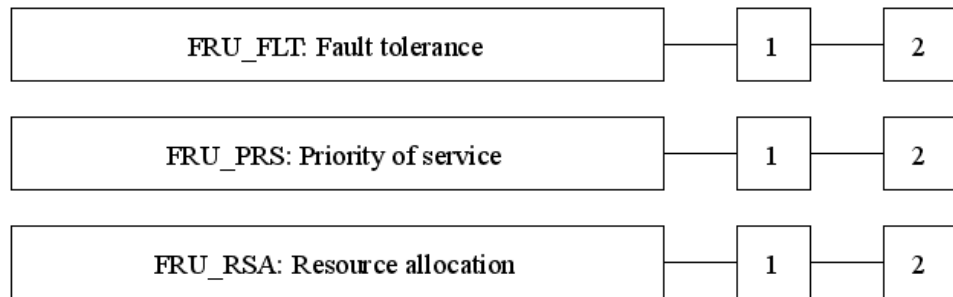 FRU_FLT: Fault tolerance 1 2
FRU_PRS: Priority of service 1 2
FRU_RSA: Resource allocation 1 2